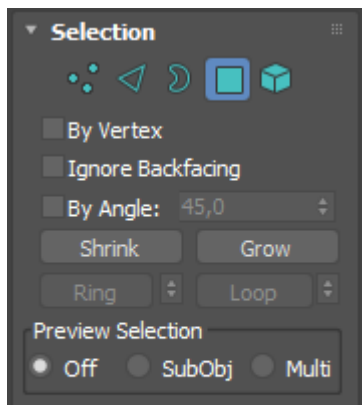 Selection
By Vertex
Ignore Backfacing
By Angle: 45,0
Shrink Grow
Ring Loop
Preview Selection
Off SubObj Multi